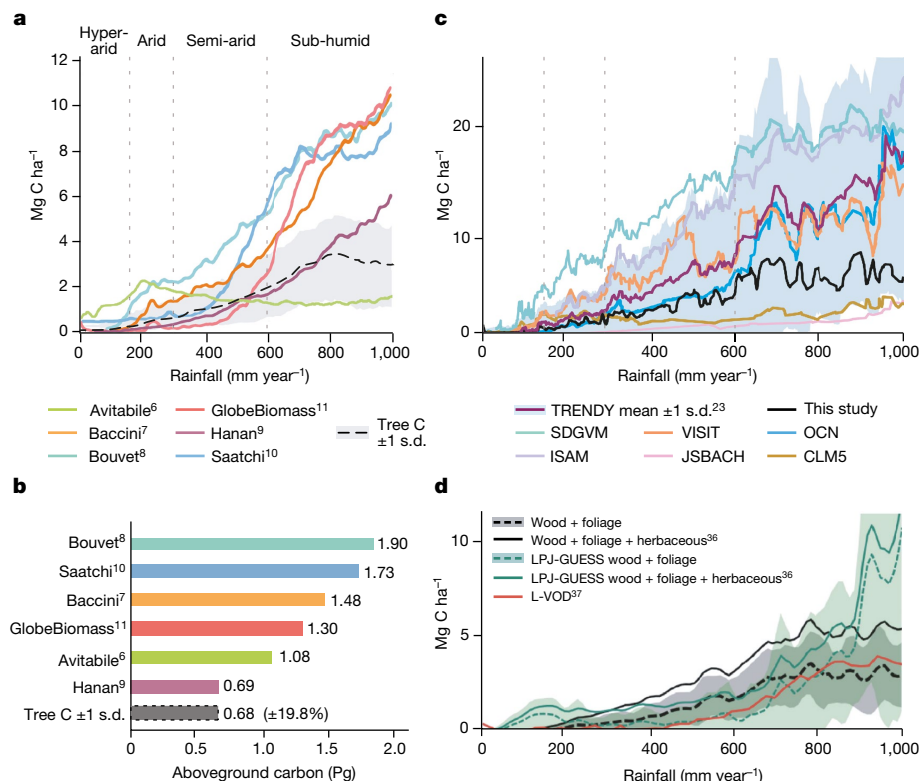 a
Hyper-arid Arid Semi-arid Sub-humid
12
10
8
6
4
2
0
Mg C ha⁻¹
0 200 400 600 800 1,000
Rainfall (mm year⁻¹)
Avitabile⁶
Baccini⁷
Bouvet⁸
GlobeBiomass¹¹
Hanan⁹
Saatchi¹⁰
Tree C
±1 s.d.
b
Bouvet⁸ 1.90
Saatchi¹⁰ 1.73
Baccini⁷ 1.48
GlobeBiomass¹¹ 1.30
Avitabile⁶ 1.08
Hanan⁹ 0.69
Tree C ±1 s.d. 0.68 (±19.8%)
0 0.5 1.0 1.5 2.0
Aboveground carbon (Pg)
c
20
10
0
Mg C ha⁻¹
0 200 400 600 800 1,000
Rainfall (mm year⁻¹)
TRENDY mean ±1 s.d.²³
This study
SDGVM
VISIT
OCN
ISAM
JSBACH
CLM5
d
Wood + foliage
Wood + foliage + herbaceous³⁶
LPJ-GUESS wood + foliage
LPJ-GUESS wood + foliage + herbaceous³⁶
L-VOD³⁷
10
5
0
Mg C ha⁻¹
0 200 400 600 800 1,000
Rainfall (mm year⁻¹)